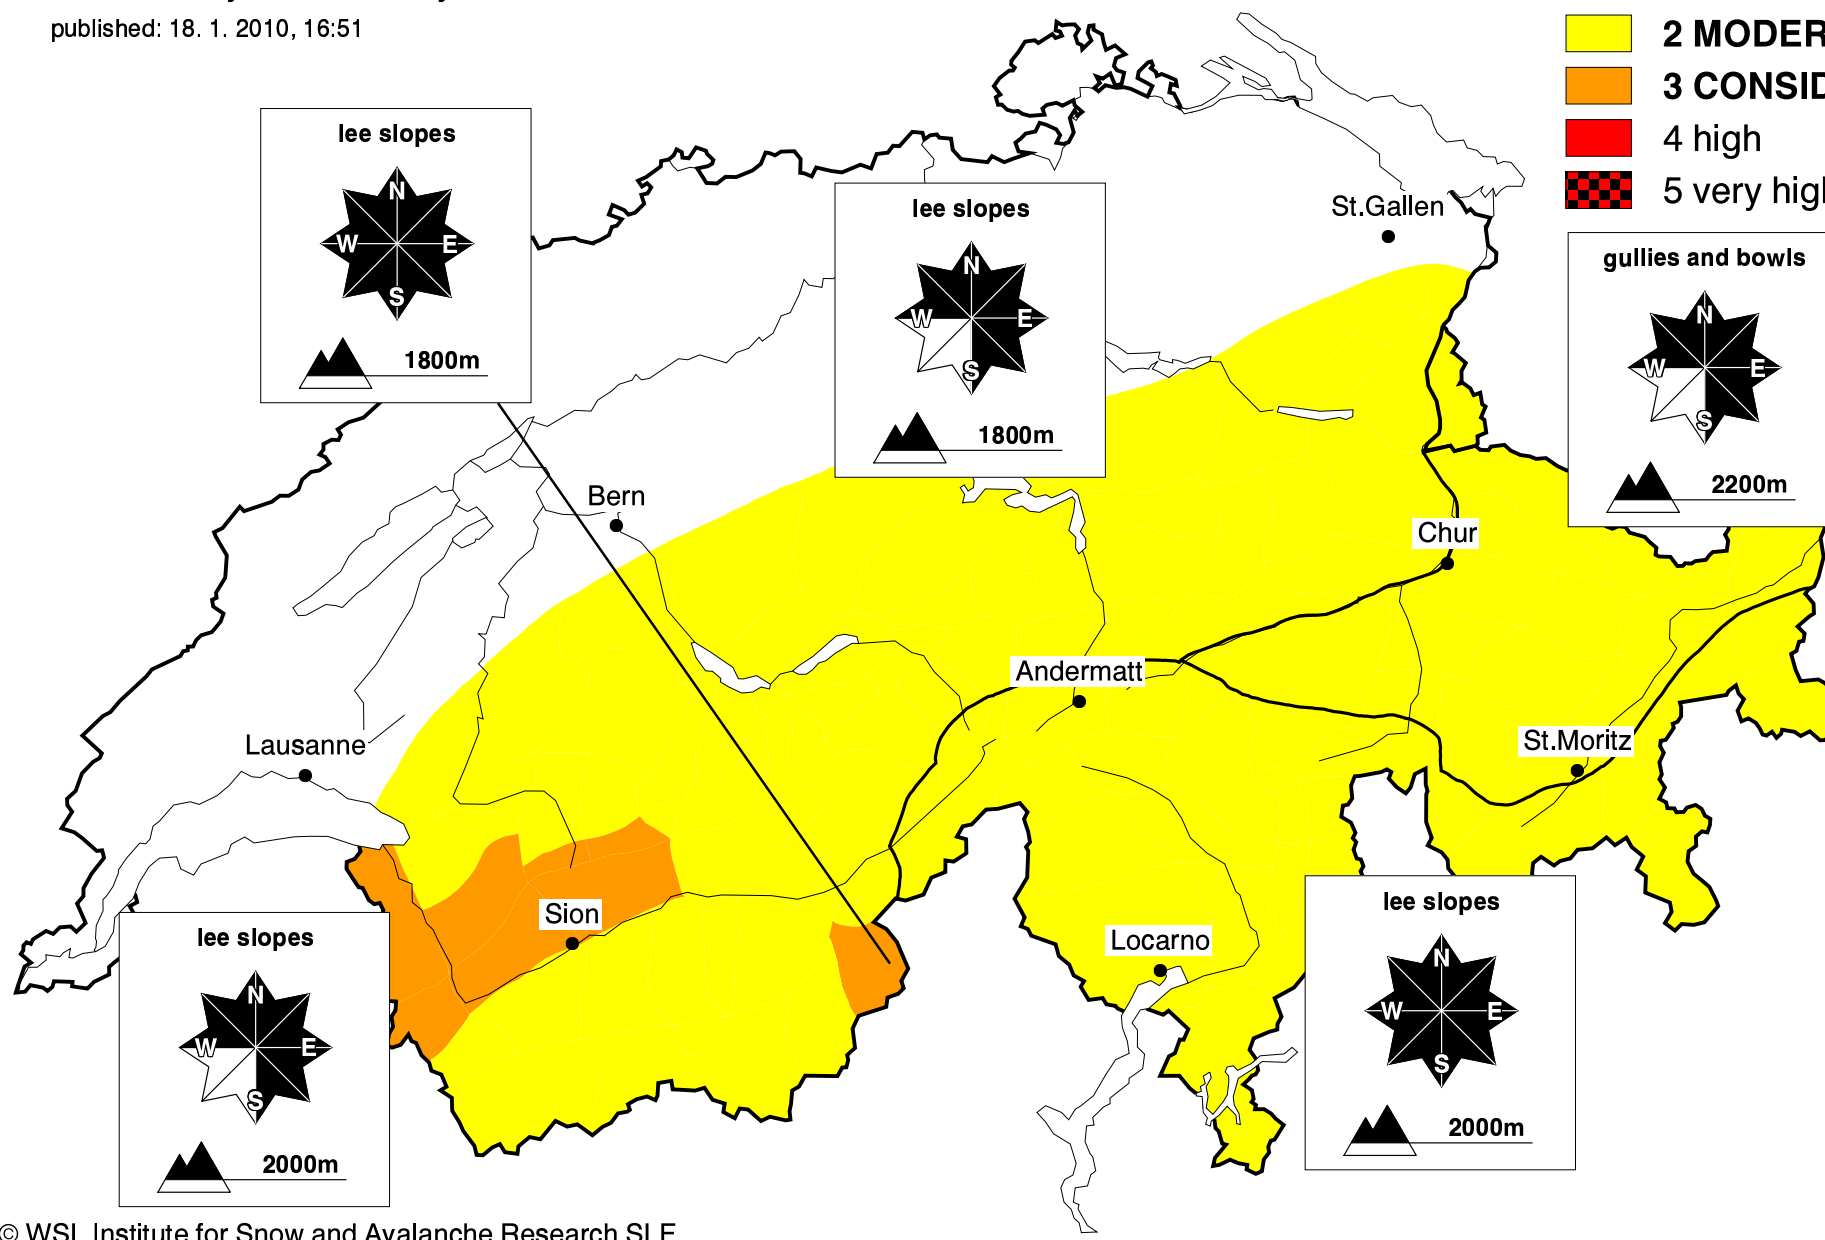 published: 18. 1. 2010, 16:51
2 MODER
3 CONSID
4 high
5 very high
lee slopes
N
W E
S
1800m
lee slopes
N
W E
S
1800m
gullies and bowls
N
W E
S
2200m
St.Gallen
Bern
Chur
Andermatt
St.Moritz
Lausanne
Sion
Locarno
lee slopes
N
W E
S
2000m
lee slopes
N
W E
S
2000m
© WSL Institute for Snow and Avalanche Research SLF